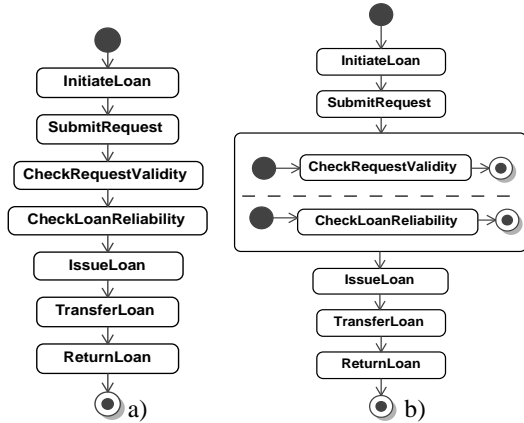 InitiateLoan
SubmitRequest
CheckRequestValidity
CheckLoanReliability
IssueLoan
TransferLoan
ReturnLoan
a)
InitiateLoan
SubmitRequest
CheckRequestValidity
CheckLoanReliability
IssueLoan
TransferLoan
ReturnLoan
b)